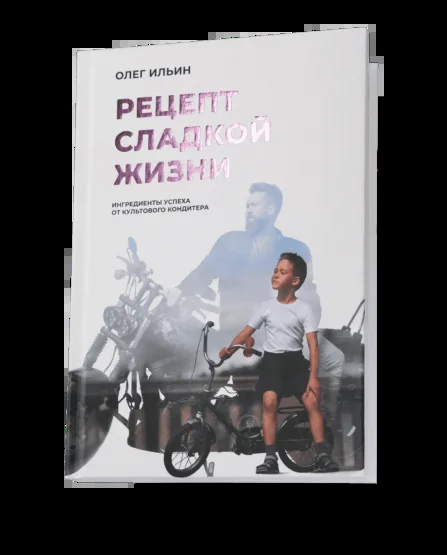 ОЛЕГ ИЛЬИН
РЕЦЕПТ
СЛАДКОЙ
ЖИЗНИ
ИНГРЕДИЕНТЫ УСПЕХА
ОТ КУЛЬТОВОГО КОНДИТЕРА